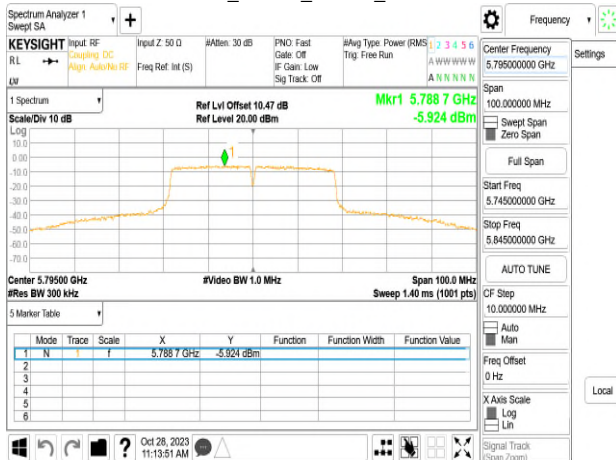 Spectrum Analyzer 1
Swept SA
Frequency
KEYSIGHT
RL
Input: RF
Coupling: DC
Align: Auto/No RF
Input Z: 50 Ω
Freq Ref: Int (S)
#Atten: 30 dB
PNO: Fast
Gate: Off
IF Gain: Low
Sig Track: Off
#Avg Type: Power (RMS
Trig: Free Run
1 2 3 4 5 6
A W W W W W
A N N N N N
1 Spectrum
Scale/Div 10 dB
Log
Ref Lvl Offset 10.47 dB
Ref Level 20.00 dBm
Mkr1 5.788 7 GHz
-5.924 dBm
10.0
0.00
-10.0
-20.0
-30.0
-40.0
-50.0
-60.0
-70.0
1
Center 5.79500 GHz
#Res BW 300 kHz
#Video BW 1.0 MHz
Span 100.0 MHz
Sweep 1.40 ms (1001 pts)
5 Marker Table
Mode Trace Scale X Y Function Function Width Function Value
1 N 1 f 5.788 7 GHz -5.924 dBm
2
3
4
5
6
Oct 28, 2023
11:13:51 AM
Center Frequency
5.795000000 GHz
Span
100.000000 MHz
Swept Span
Zero Span
Full Span
Start Freq
5.745000000 GHz
Stop Freq
5.845000000 GHz
AUTO TUNE
CF Step
10.000000 MHz
Auto
Man
Freq Offset
0 Hz
X Axis Scale
Log
Lin
Signal Track
(Span Zoom)
Settings
Local